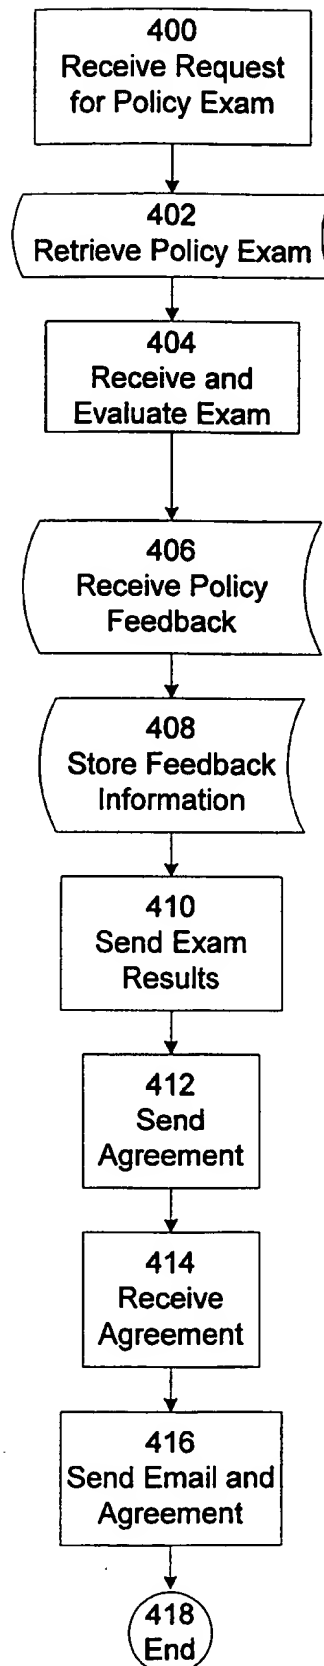 400
Receive Request
for Policy Exam
402
Retrieve Policy Exam
404
Receive and
Evaluate Exam
406
Receive Policy
Feedback
408
Store Feedback
Information
410
Send Exam
Results
412
Send
Agreement
414
Receive
Agreement
416
Send Email and
Agreement
418
End